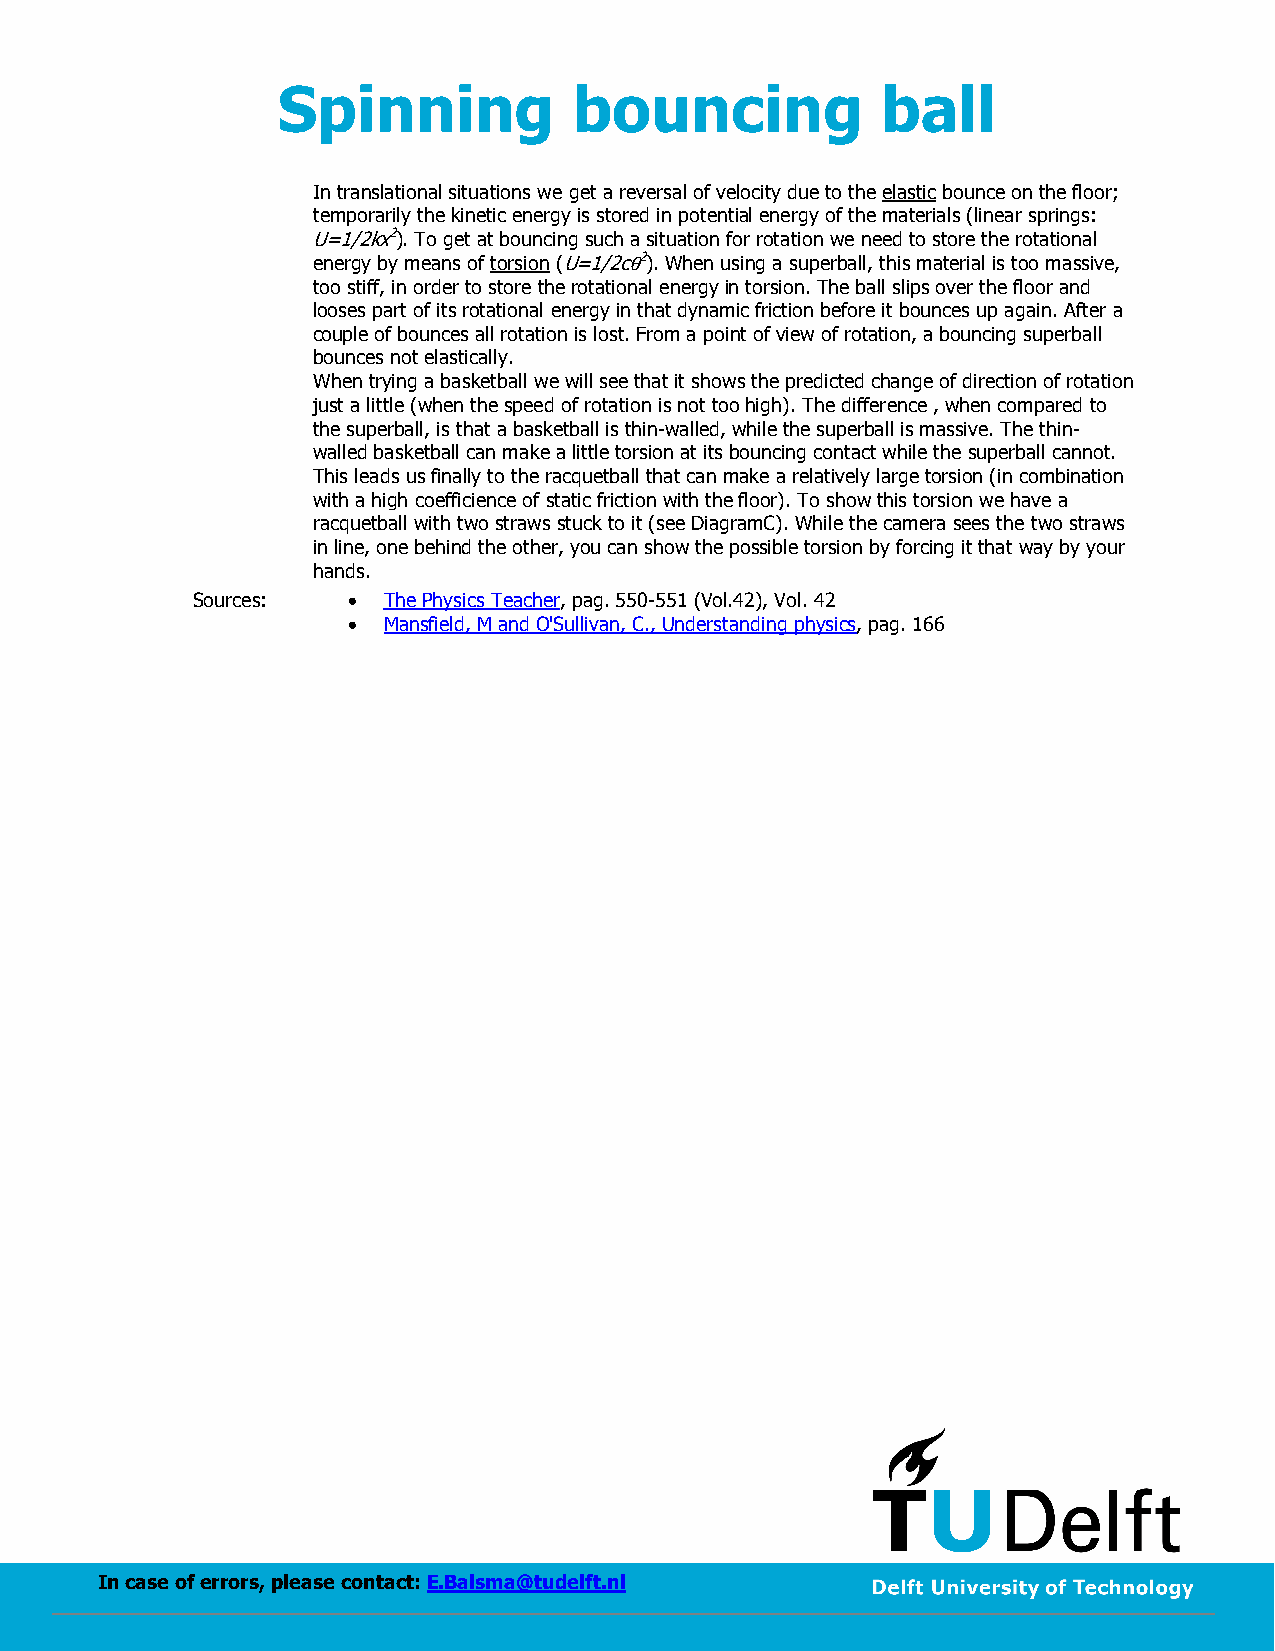 Spinning bouncing ball
In translational situations we get a reversal of velocity due to the elastic bounce on the floor;
temporarily the kinetic energy is stored in potential energy of the materials (linear springs:
U=1/2kx²). To get at bouncing such a situation for rotation we need to store the rotational
energy by means of torsion (U=1/2cθ²). When using a superball, this material is too massive,
too stiff, in order to store the rotational energy in torsion. The ball slips over the floor and
looses part of its rotational energy in that dynamic friction before it bounces up again. After a
couple of bounces all rotation is lost. From a point of view of rotation, a bouncing superball
bounces not elastically.
When trying a basketball we will see that it shows the predicted change of direction of rotation
just a little (when the speed of rotation is not too high). The difference , when compared to
the superball, is that a basketball is thin-walled, while the superball is massive. The thin-
walled basketball can make a little torsion at its bouncing contact while the superball cannot.
This leads us finally to the racquetball that can make a relatively large torsion (in combination
with a high coefficience of static friction with the floor). To show this torsion we have a
racquetball with two straws stuck to it (see DiagramC). While the camera sees the two straws
in line, one behind the other, you can show the possible torsion by forcing it that way by your
hands.
Sources: • The Physics Teacher, pag. 550-551 (Vol.42), Vol. 42
• Mansfield, M and O'Sullivan, C., Understanding physics, pag. 166
TUDelft
In case of errors, please contact: E.Balsma@tudelft.nl
Delft University of Technology